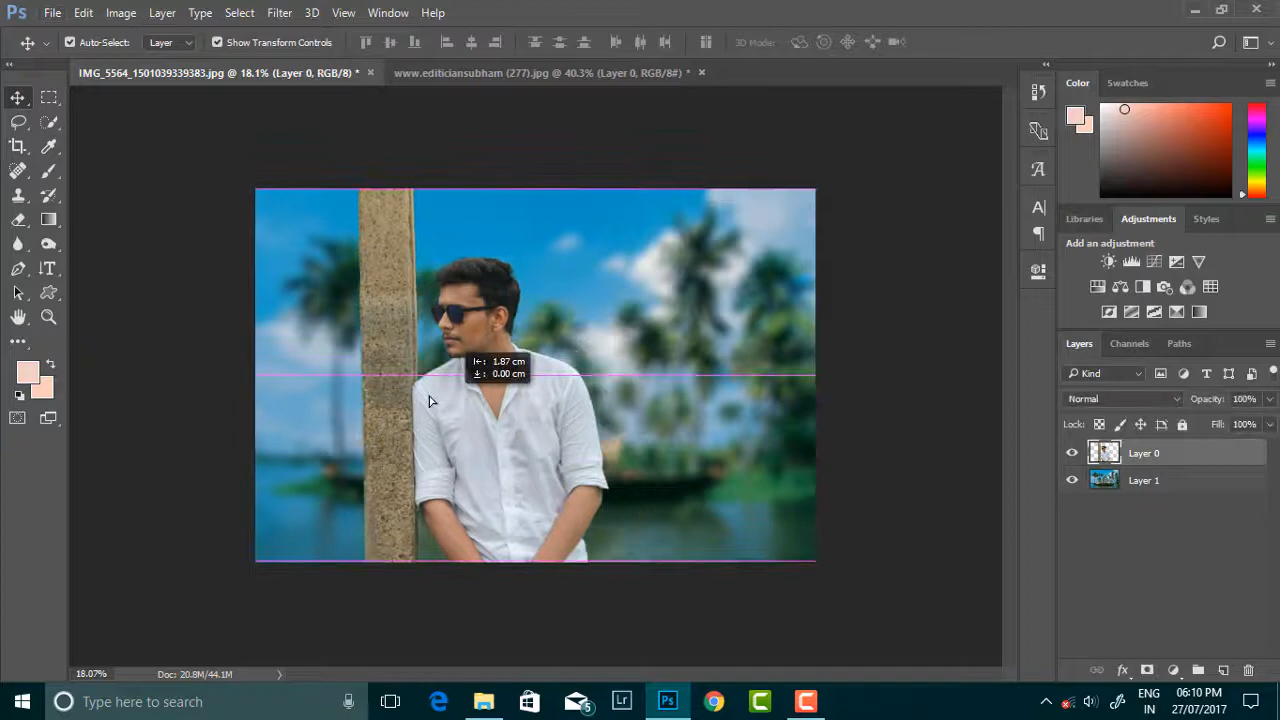 Ps File Edit Image Layer Type Select Filter 3D View Window Help
Auto-Select: Layer Show Transform Controls 3D Mode:
IMG_5564_1501039339383.jpg @ 18.1% (Layer 0, RGB/8) * × www.editiciansubham (277).jpg @ 40.3% (Layer 0, RGB/8#) * ×
Color Swatches
Libraries Adjustments Styles
Add an adjustment
Layers Channels Paths
Kind
Normal Opacity: 100%
Lock: Fill: 100%
Layer 0
Layer 1
1.87 cm
0.00 cm
18.07% Doc: 20.8M/44.1M
Type here to search
Lr Ps
5
ENG
IN
06:10 PM
27/07/2017